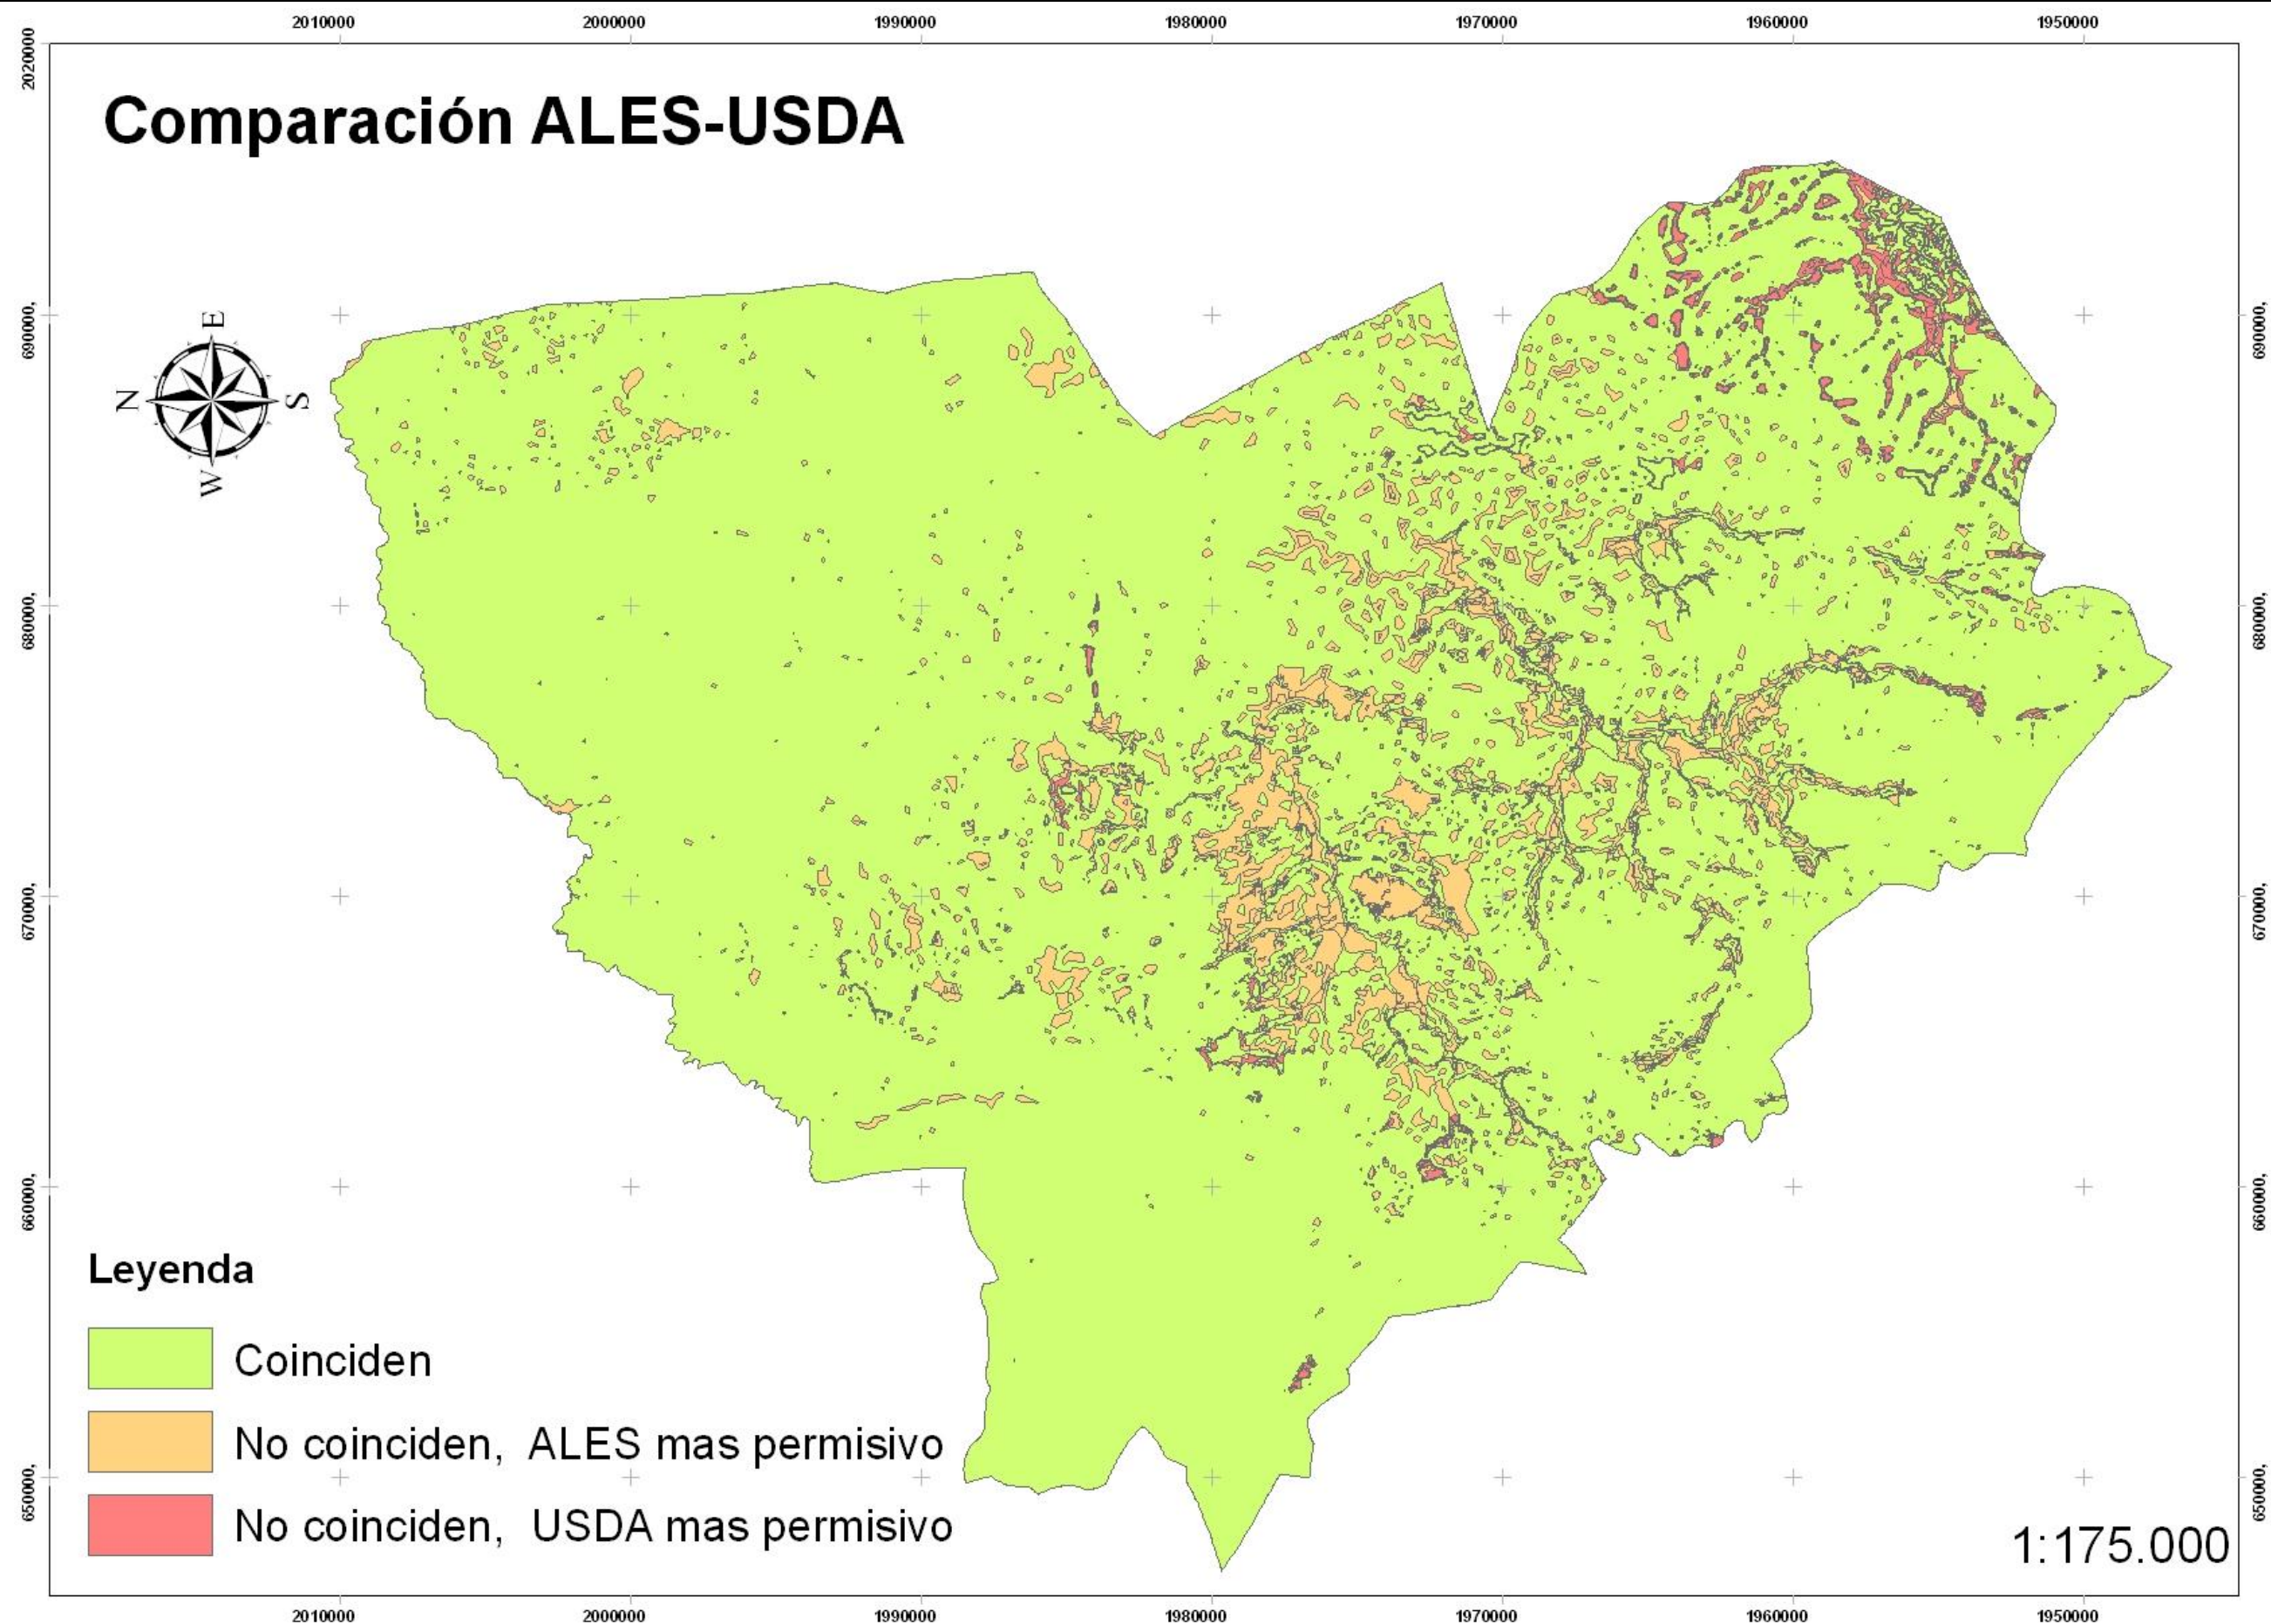 2010000 2000000 1990000 1980000 1970000 1960000 1950000
2020000
Comparación ALES-USDA
690000,
690000,
E
N
S
W
680000,
680000,
670000,
670000,
660000,
660000,
Leyenda
Coinciden
No coinciden, ALES mas permisivo
No coinciden, USDA mas permisivo
650000,
650000,
1:175.000
2010000 2000000 1990000 1980000 1970000 1960000 1950000